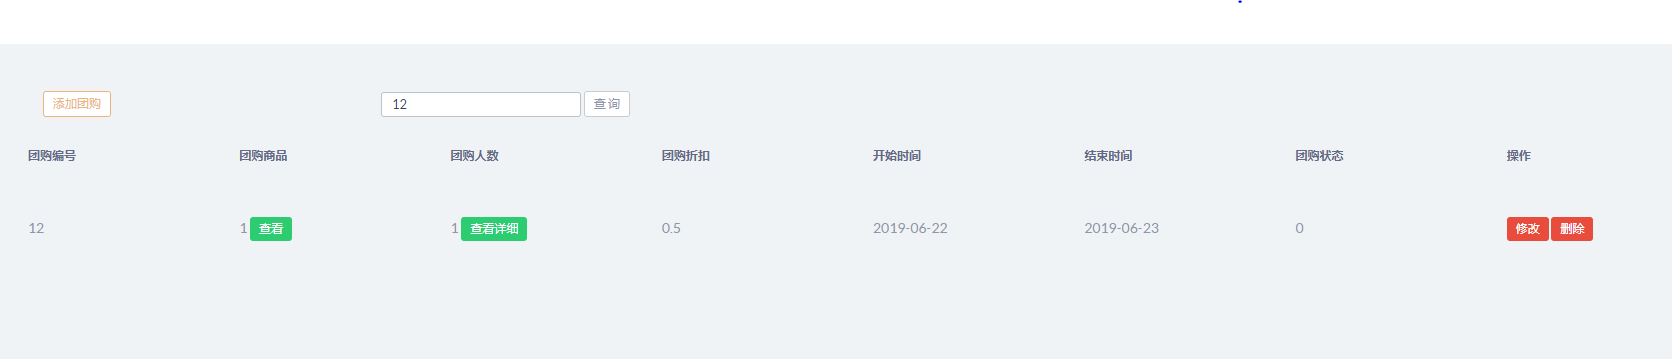 添加团购 12 查询
团购编号 团购商品 团购人数 团购折扣 开始时间 结束时间 团购状态 操作
12 1 查看 1 查看详细 0.5 2019-06-22 2019-06-23 0 修改 删除